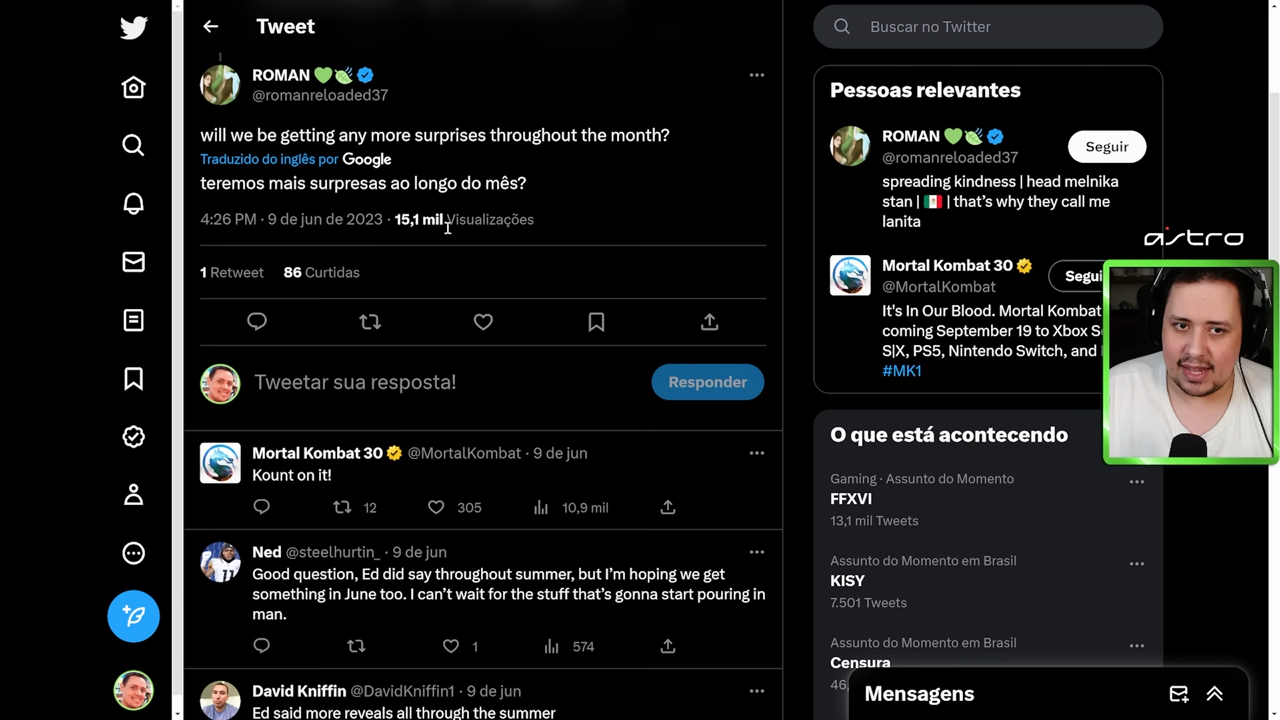 Tweet
ROMAN
@romanreloaded37
will we be getting any more surprises throughout the month?
Traduzido do inglês por Google
teremos mais surpresas ao longo do mês?
4:26 PM · 9 de jun de 2023 · 15,1 mil Visualizações
1 Retweet 86 Curtidas
Tweetar sua resposta!
Responder
Mortal Kombat 30 @MortalKombat · 9 de jun
Kount on it!
12 305 10,9 mil
Ned @steelhurtin_ · 9 de jun
Good question, Ed did say throughout summer, but I'm hoping we get
something in June too. I can't wait for the stuff that's gonna start pouring in
man.
1 574
David Kniffin @DavidKniffin1 · 9 de jun
Ed said more reveals all through the summer
Buscar no Twitter
Pessoas relevantes
ROMAN
@romanreloaded37
Seguir
spreading kindness | head melnika
stan | 🇲🇽 | that's why they call me
lanita
Mortal Kombat 30
@MortalKombat
Segui
It's In Our Blood. Mortal Kombat
coming September 19 to Xbox S
S|X, PS5, Nintendo Switch, and
#MK1
astro
O que está acontecendo
Gaming · Assunto do Momento
FFXVI
13,1 mil Tweets
Assunto do Momento em Brasil
KISY
7.501 Tweets
Assunto do Momento em Brasil
Censura
46,
Mensagens